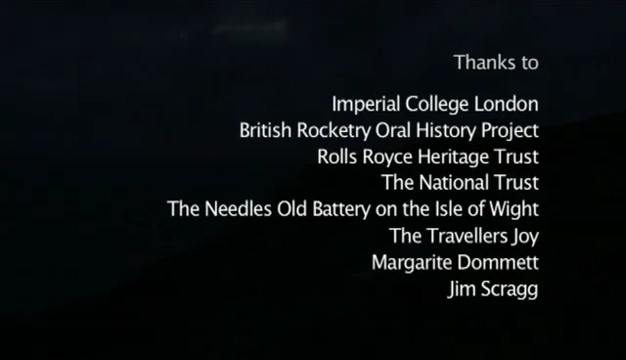 Thanks to
Imperial College London
British Rocketry Oral History Project
Rolls Royce Heritage Trust
The National Trust
The Needles Old Battery on the Isle of Wight
The Travellers Joy
Margarite Dommett
Jim Scragg